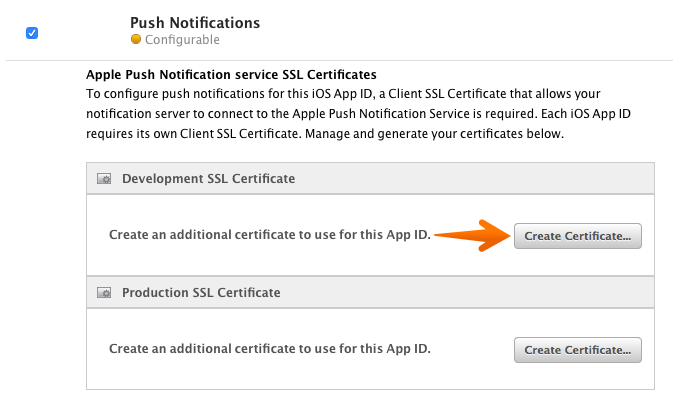 Push Notifications
Configurable
Apple Push Notification service SSL Certificates
To configure push notifications for this iOS App ID, a Client SSL Certificate that allows your
notification server to connect to the Apple Push Notification Service is required. Each iOS App ID
requires its own Client SSL Certificate. Manage and generate your certificates below.
Development SSL Certificate
Create an additional certificate to use for this App ID.
Create Certificate...
Production SSL Certificate
Create an additional certificate to use for this App ID.
Create Certificate...